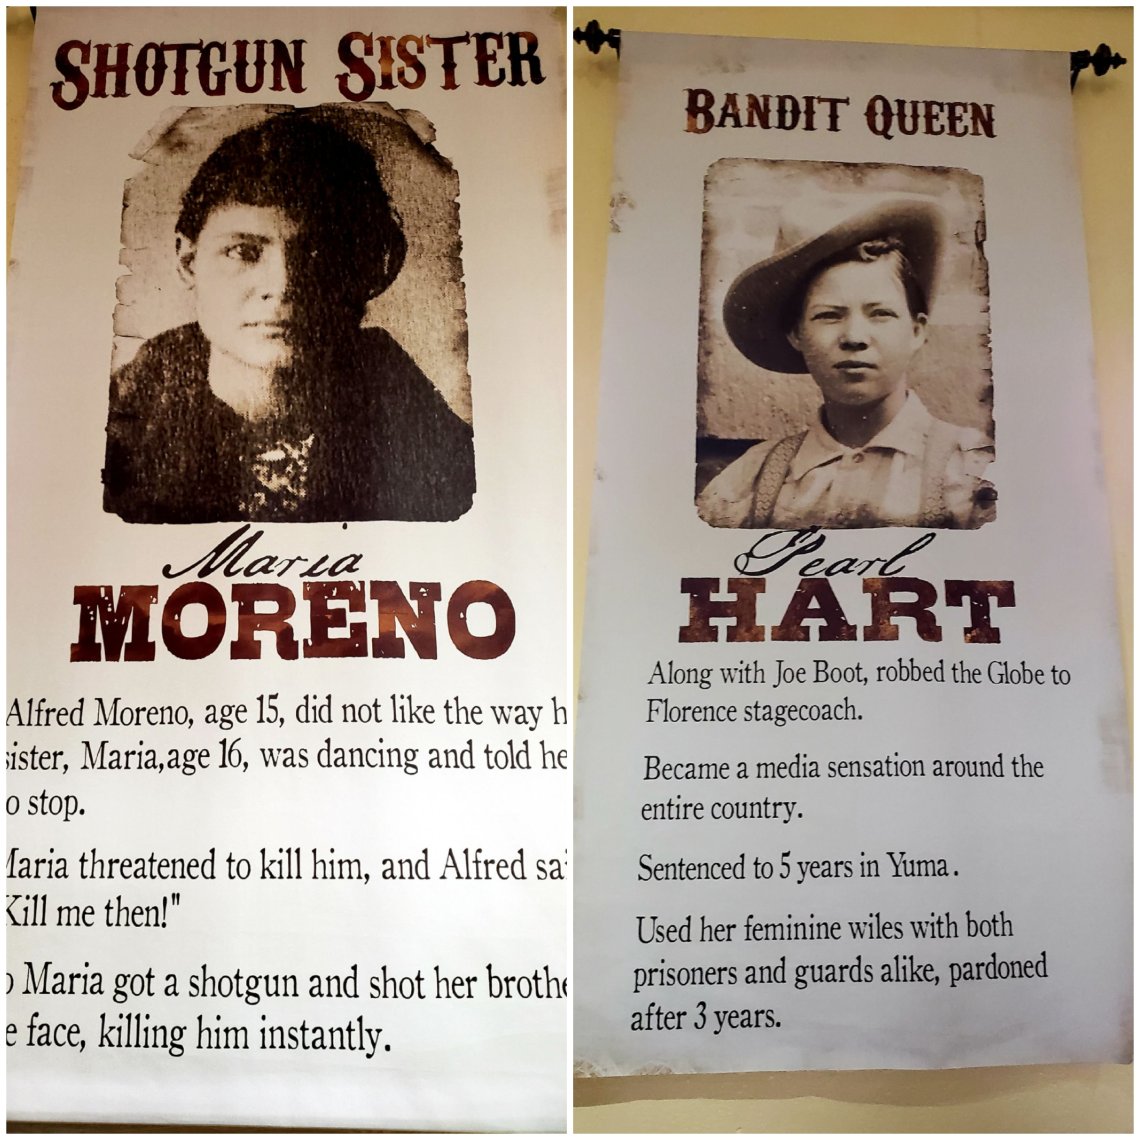 SHOTGUN SISTER
Maria
MORENO
Alfred Moreno, age 15, did not like the way h
sister, Maria,age 16, was dancing and told he
o stop.
Maria threatened to kill him, and Alfred sai
Kill me then!"
o Maria got a shotgun and shot her brothe
e face, killing him instantly.
BANDIT QUEEN
Pearl
HART
Along with Joe Boot, robbed the Globe to
Florence stagecoach.
Became a media sensation around the
entire country.
Sentenced to 5 years in Yuma.
Used her feminine wiles with both
prisoners and guards alike, pardoned
after 3 years.